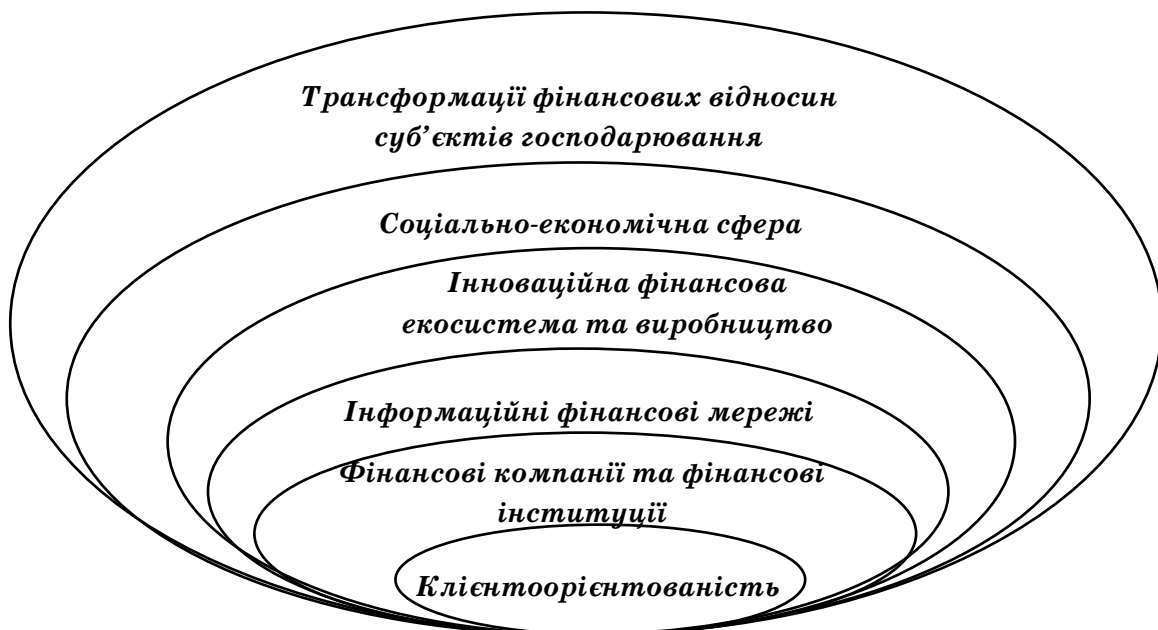 Трансформації фінансових відносин
суб’єктів господарювання
Соціально-економічна сфера
Інноваційна фінансова
екосистема та виробництво
Інформаційні фінансові мережі
Фінансові компанії та фінансові
інституції
Клієнтоорієнтованість